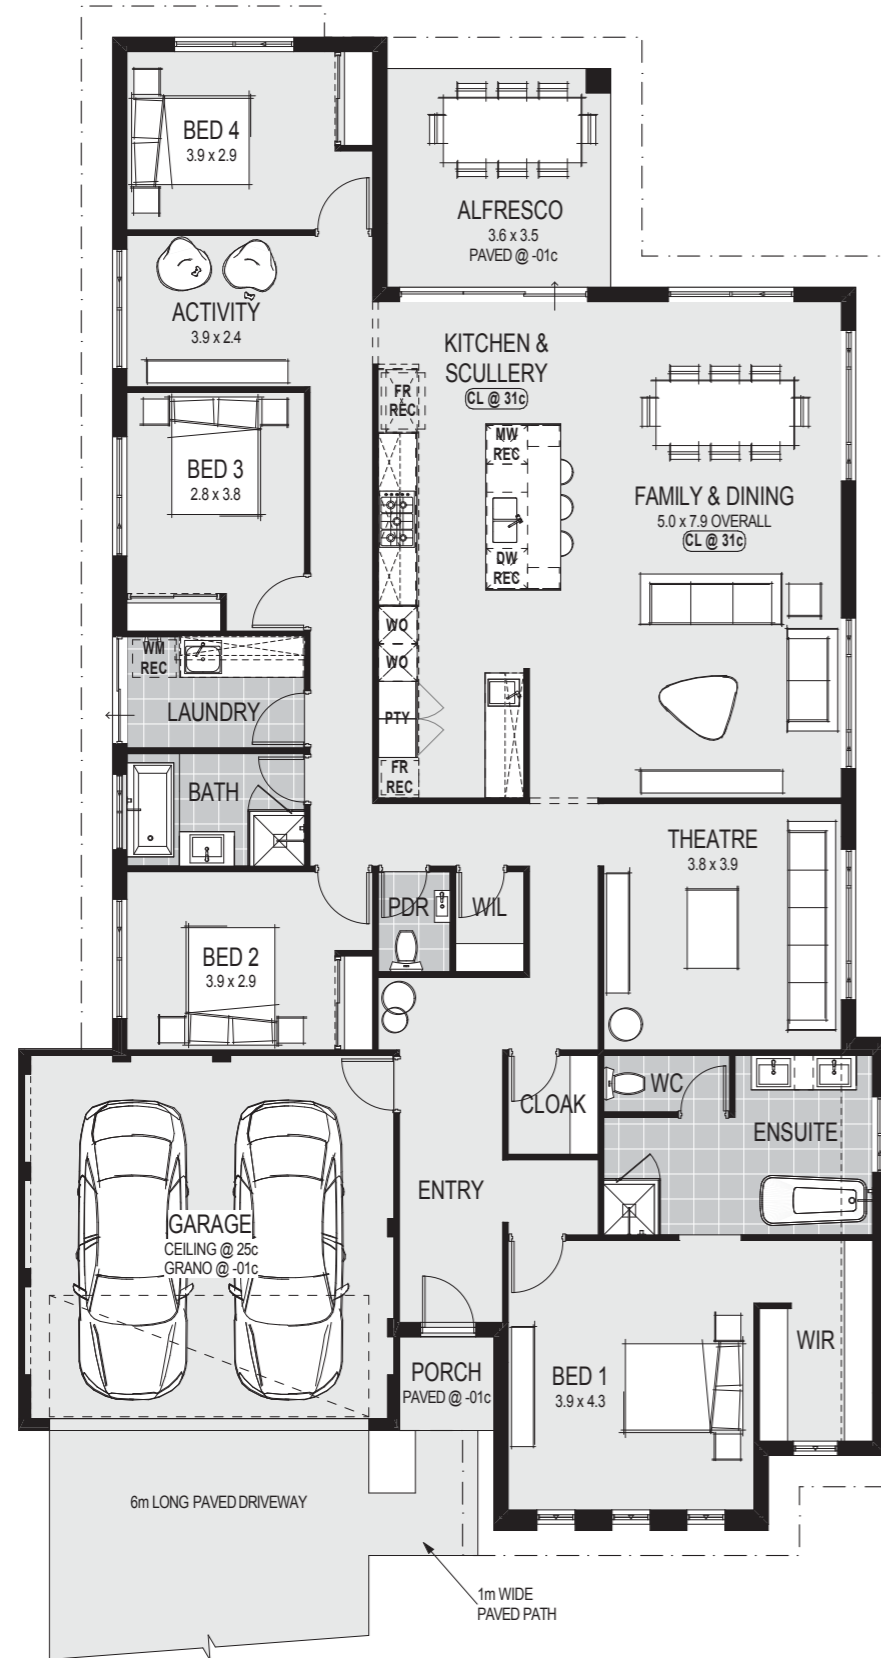 BED 4
3.9 x 2.9
ALFRESCO
3.6 x 3.5
PAVED @ -01c
ACTIVITY
3.9 x 2.4
KITCHEN &
SCULLERY
CL @ 31c
FR
REC
MW
REC
BED 3
2.8 x 3.8
FAMILY & DINING
5.0 x 7.9 OVERALL
CL @ 31c
DW
REC
WO
WO
WM
REC
LAUNDRY
PTY
FR
REC
BATH
THEATRE
3.8 x 3.9
PDR
WIL
BED 2
3.9 x 2.9
WC
CLOAK
ENSUITE
ENTRY
GARAGE
CEILING @ 25c
GRANO @ -01c
PORCH
PAVED @ -01c
BED 1
3.9 x 4.3
WIR
6m LONG PAVED DRIVEWAY
1m WIDE
PAVED PATH